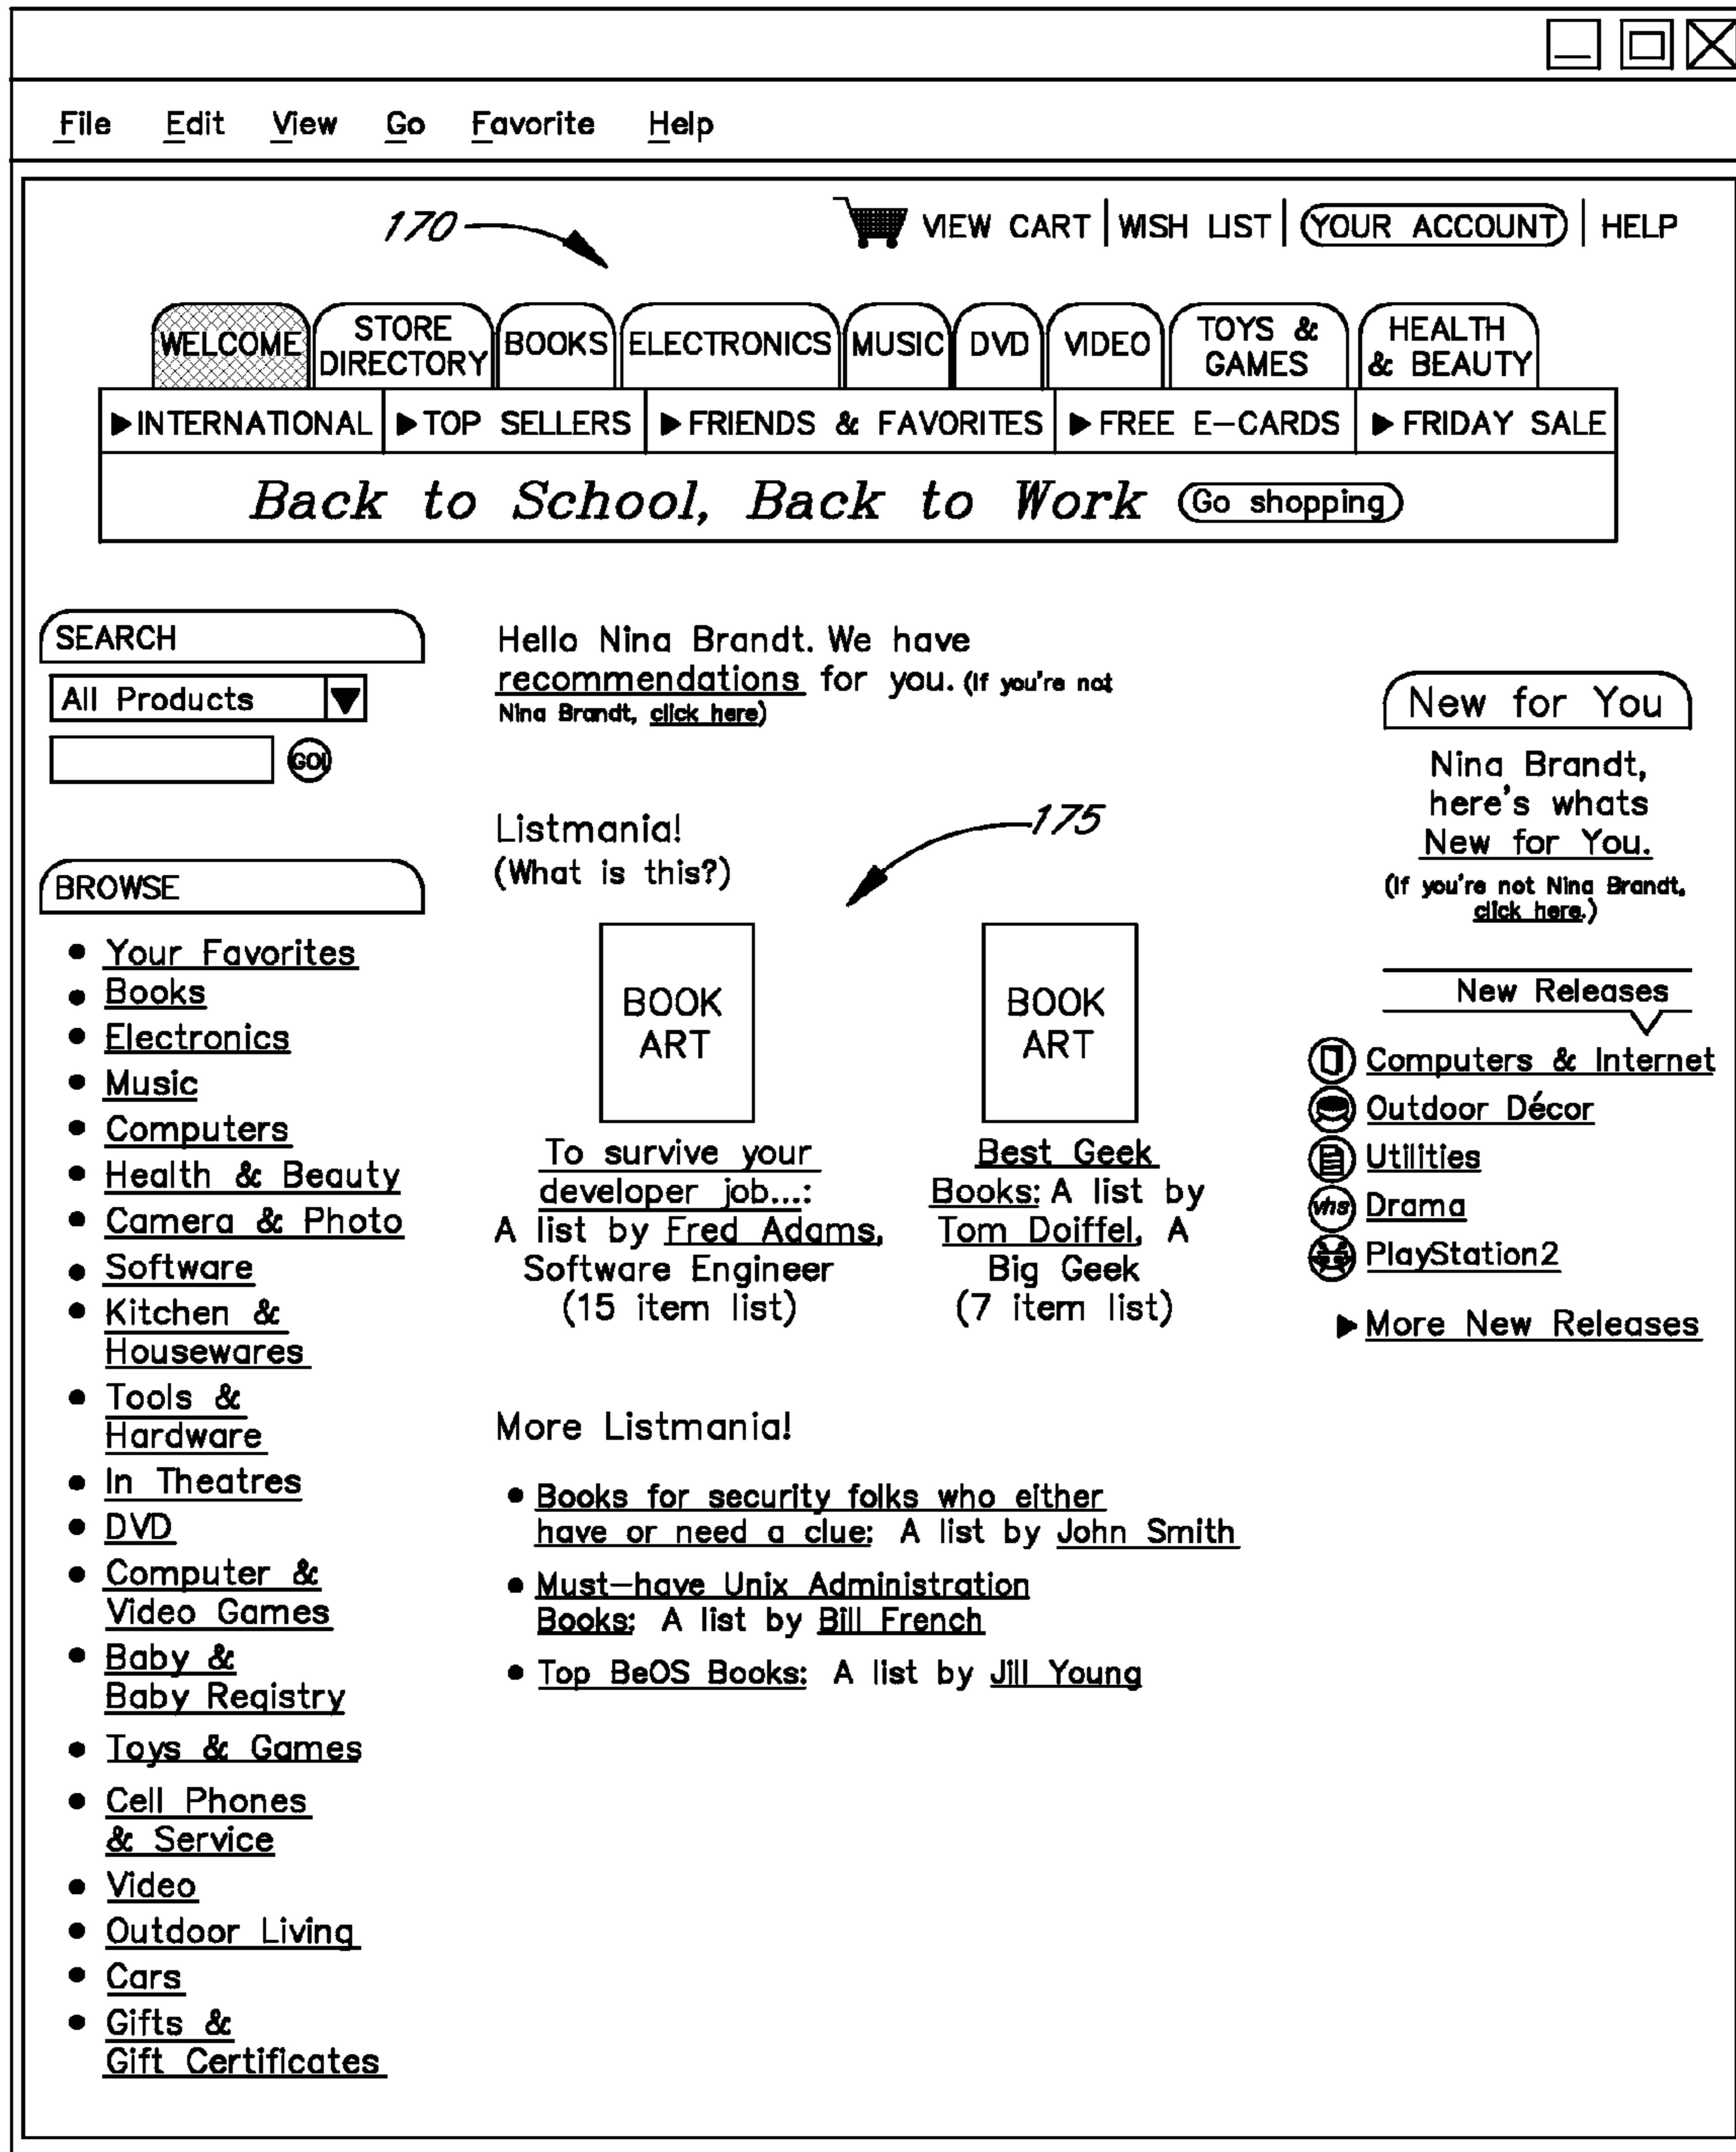 File Edit View Go Favorite Help
170
VIEW CART | WISH LIST | YOUR ACCOUNT | HELP
WELCOME
STORE
DIRECTORY
BOOKS
ELECTRONICS
MUSIC
DVD
VIDEO
TOYS &
GAMES
HEALTH
& BEAUTY
INTERNATIONAL
TOP SELLERS
FRIENDS & FAVORITES
FREE E-CARDS
FRIDAY SALE
Back to School, Back to Work Go shopping
SEARCH
All Products
GO!
BROWSE
Your Favorites
Books
Electronics
Music
Computers
Health & Beauty
Camera & Photo
Software
Kitchen &
Housewares
Tools &
Hardware
In Theatres
DVD
Computer &
Video Games
Baby &
Baby Registry
Toys & Games
Cell Phones
& Service
Video
Outdoor Living
Cars
Gifts &
Gift Certificates
Hello Nina Brandt. We have
recommendations for you. (If you're not
Nina Brandt, click here)
Listmania!
(What is this?)
175
BOOK
ART
To survive your
developer job...:
A list by Fred Adams,
Software Engineer
(15 item list)
BOOK
ART
Best Geek
Books: A list by
Tom Doiffel, A
Big Geek
(7 item list)
More Listmania!
Books for security folks who either
have or need a clue: A list by John Smith
Must-have Unix Administration
Books: A list by Bill French
Top BeOS Books: A list by Jill Young
New for You
Nina Brandt,
here's whats
New for You.
(If you're not Nina Brandt,
click here.)
New Releases
Computers & Internet
Outdoor Décor
Utilities
vhs Drama
PlayStation2
More New Releases